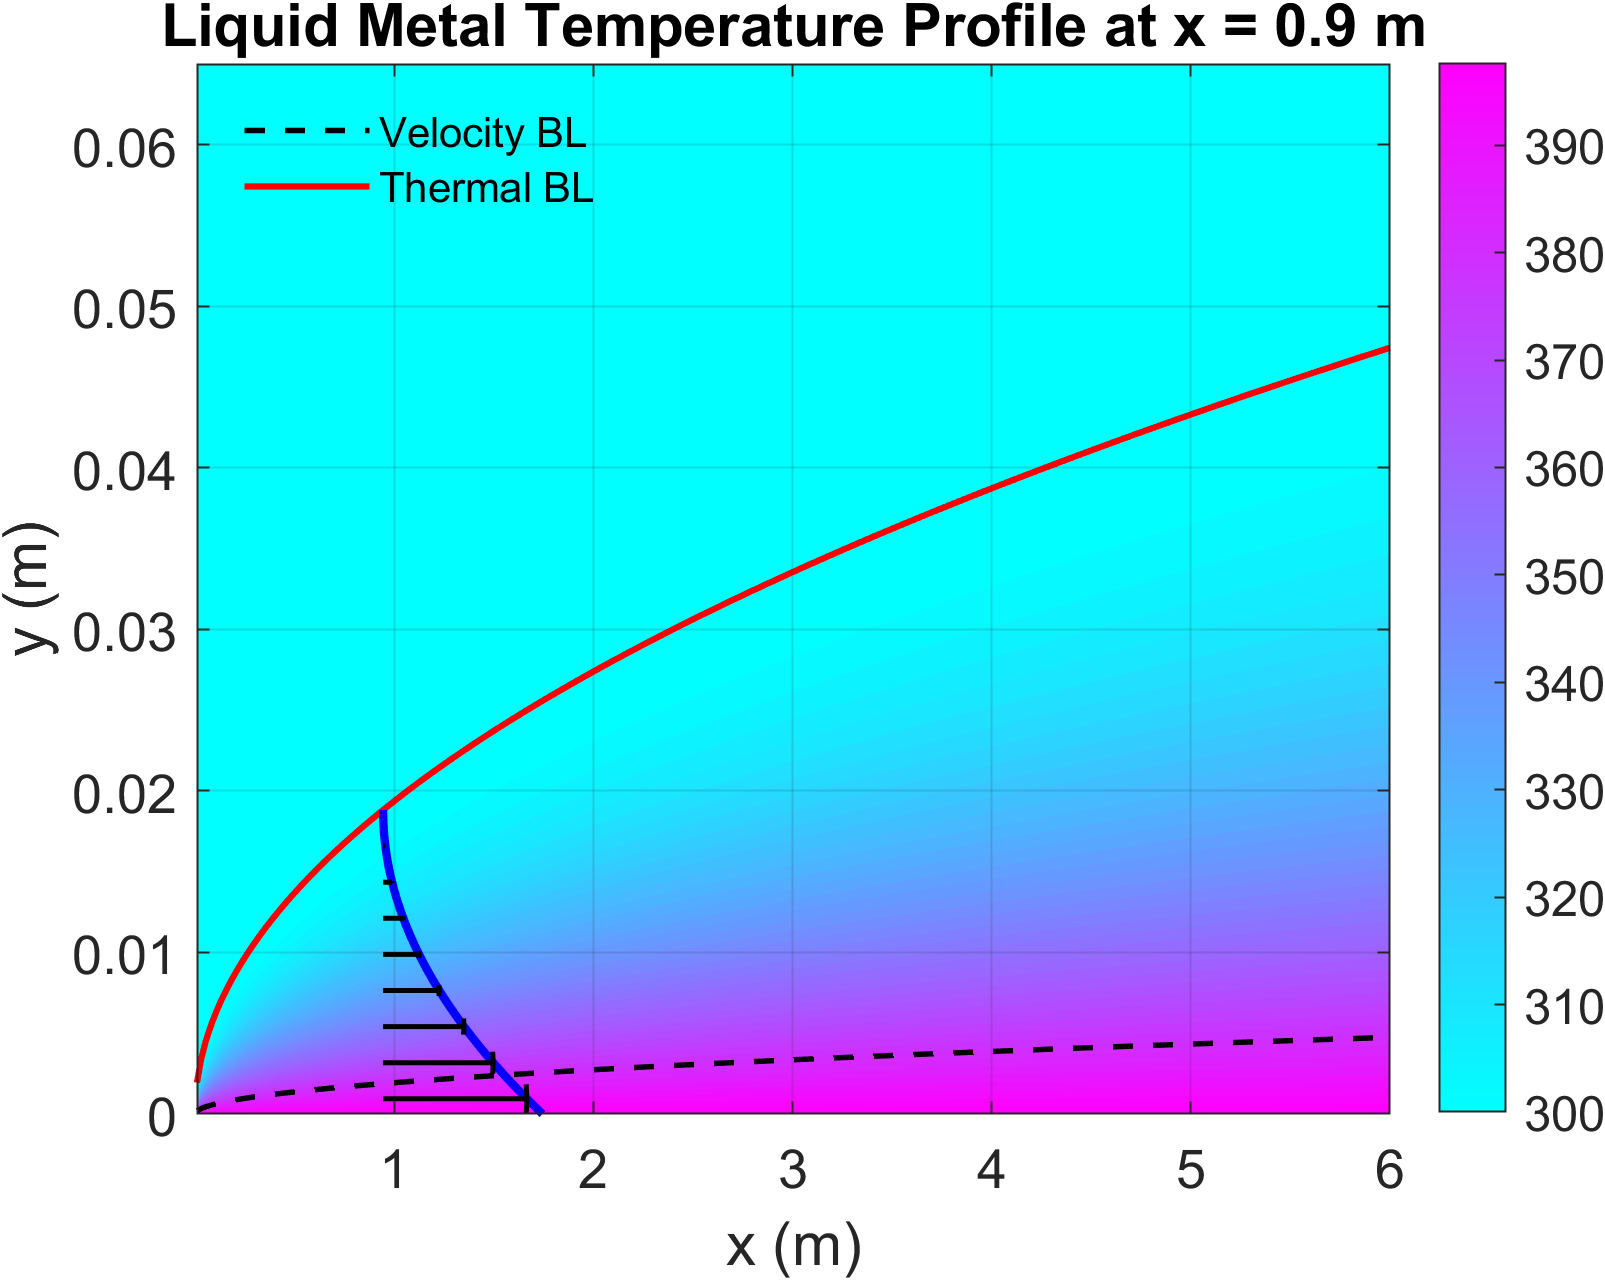 Liquid Metal Temperature Profile at x = 0.9 m
Velocity BL
Thermal BL
0.06
0.05
0.04
0.03
0.02
0.01
0
y (m)
1 2 3 4 5 6
x (m)
390
380
370
360
350
340
330
320
310
300